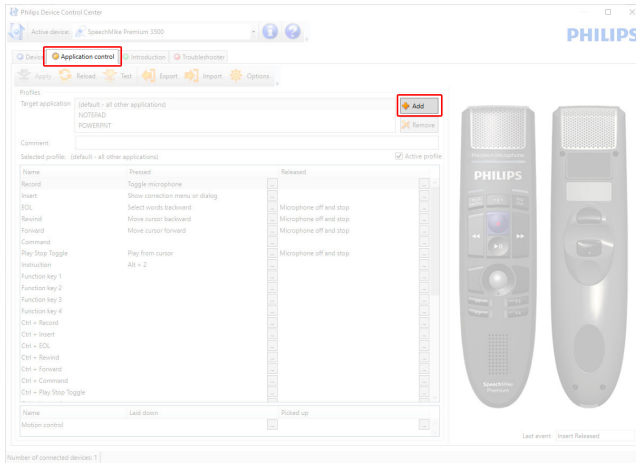 Philips Device Control Center
Active device: SpeechMike Premium 3500
PHILIPS
Device Application control Introduction Troubleshooter
Apply Reload Test Export Import Options
Profiles
Target application (default - all other applications) Add
NOTEPAD
POWERPNT Remove
Comment
Selected profile: (default - all other applications) Active profile
Name Pressed Released
Record Toggle microphone ...
Insert Show correction menu or dialog ...
EOL Select words backward ... Microphone off and stop ...
Rewind Move cursor backward ... Microphone off and stop ...
Forward Move cursor forward ... Microphone off and stop ...
Command ...
Play Stop Toggle Play from cursor ... Microphone off and stop ...
Instruction Alt + Z ...
Function key 1 ...
Function key 2 ...
Function key 3 ...
Function key 4 ...
Ctrl + Record ...
Ctrl + Insert ...
Ctrl + EOL ...
Ctrl + Rewind ...
Ctrl + Forward ...
Ctrl + Command ...
Ctrl + Play Stop Toggle ...
Name Laid down Picked up
Motion control ...
PHILIPS
SpeechMike
Premium
Last event Insert Released
Number of connected devices: 1